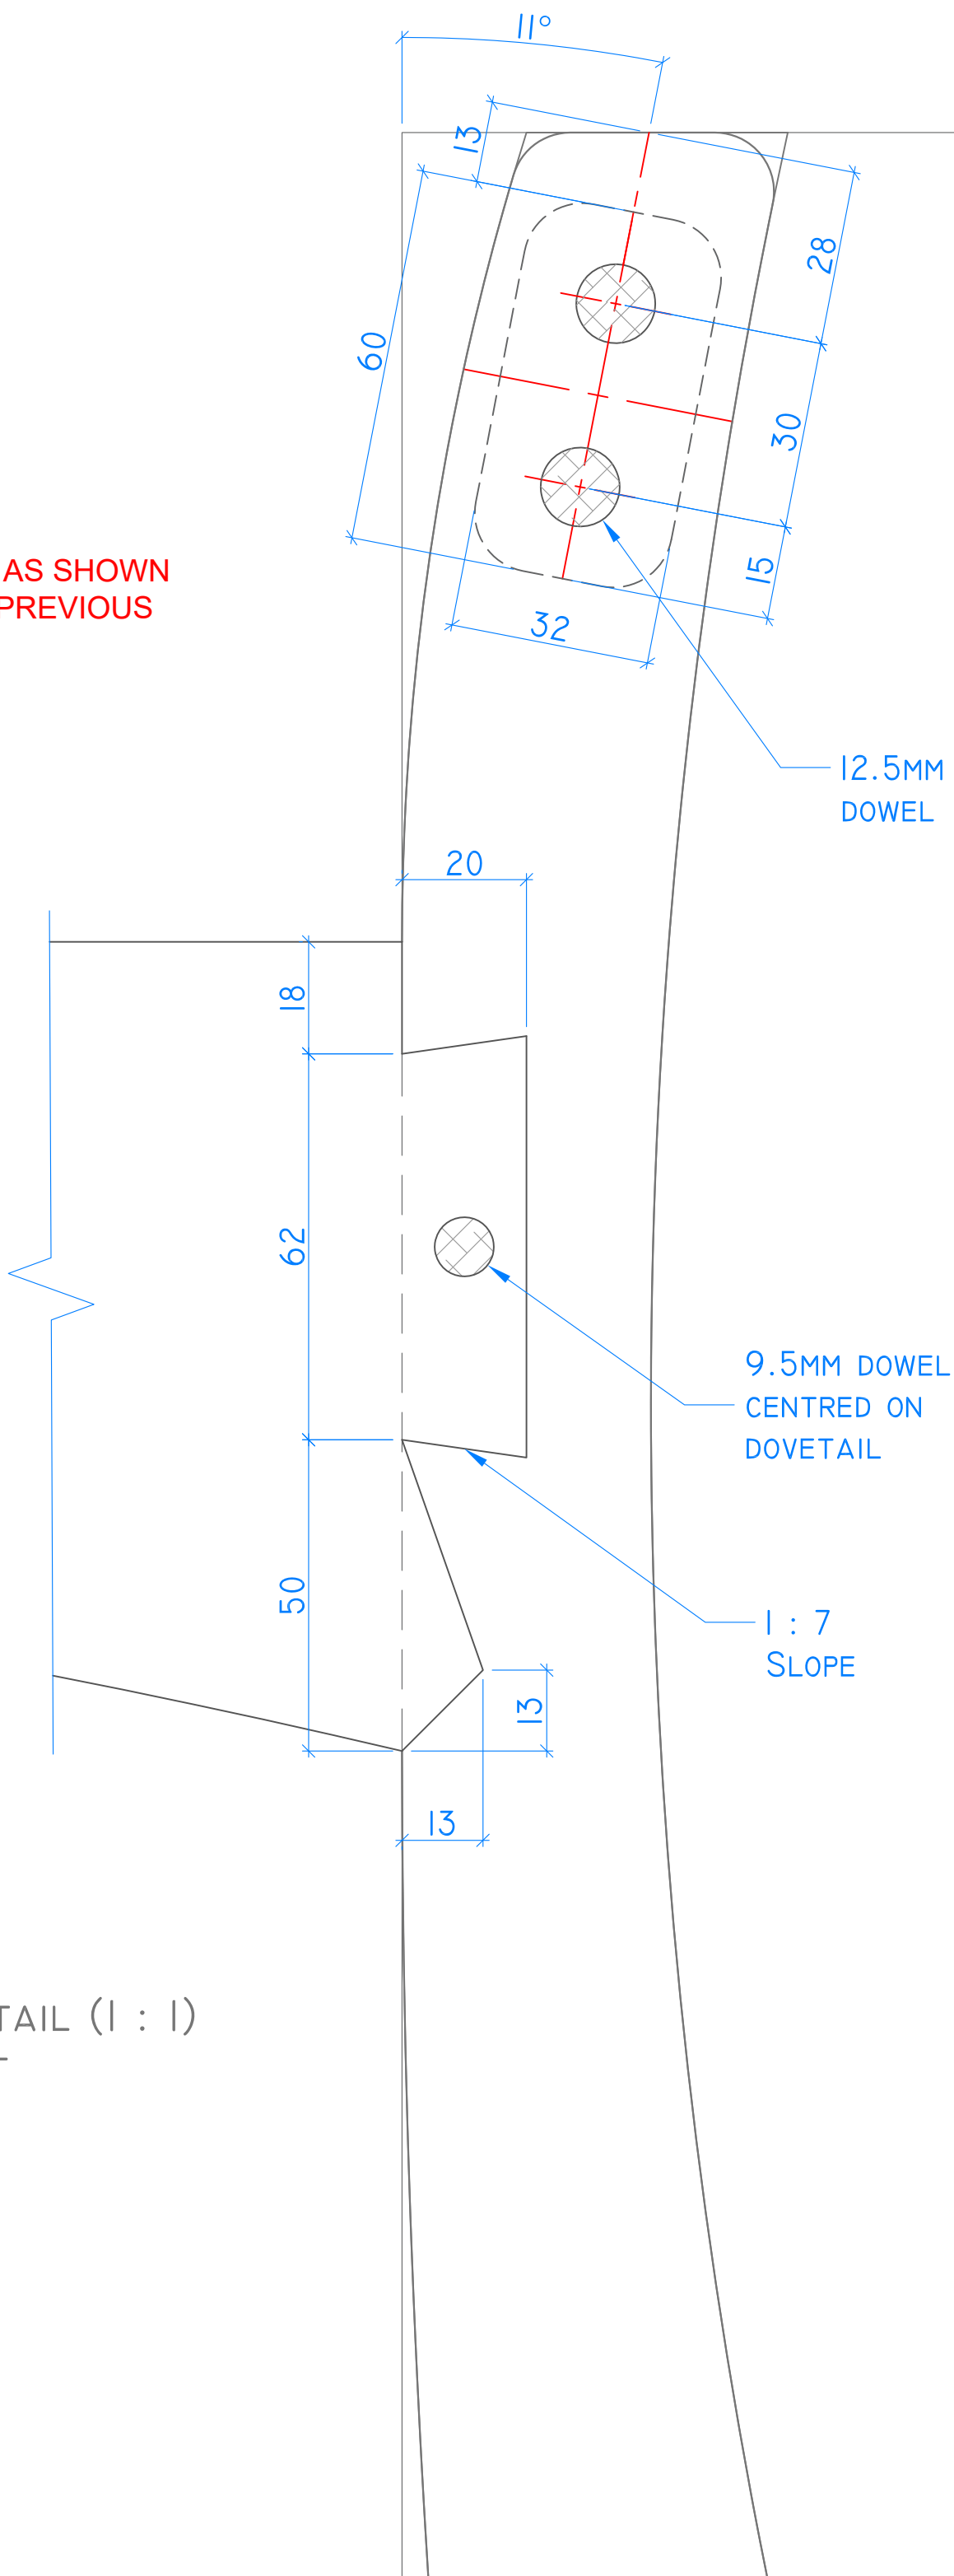 11°
13
28
60
30
15
32
AS SHOWN
PREVIOUS
12.5MM
DOWEL
20
18
62
9.5MM DOWEL
CENTRED ON
DOVETAIL
50
1 : 7
SLOPE
13
13
TAIL (1 : 1)